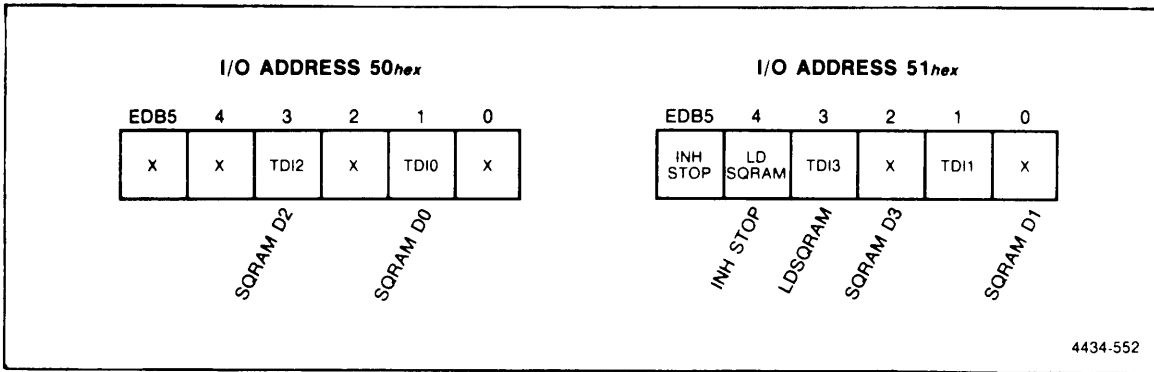 I/O ADDRESS 50hex
EDB5 4 3 2 1 0
X X TDI2 X TDI0 X
SQRAM D2
SQRAM D0
I/O ADDRESS 51hex
EDB5 4 3 2 1 0
INH STOP LD SQRAM TDI3 X TDI1 X
INH STOP
LDSQRAM
SQRAM D3
SQRAM D1
4434-552